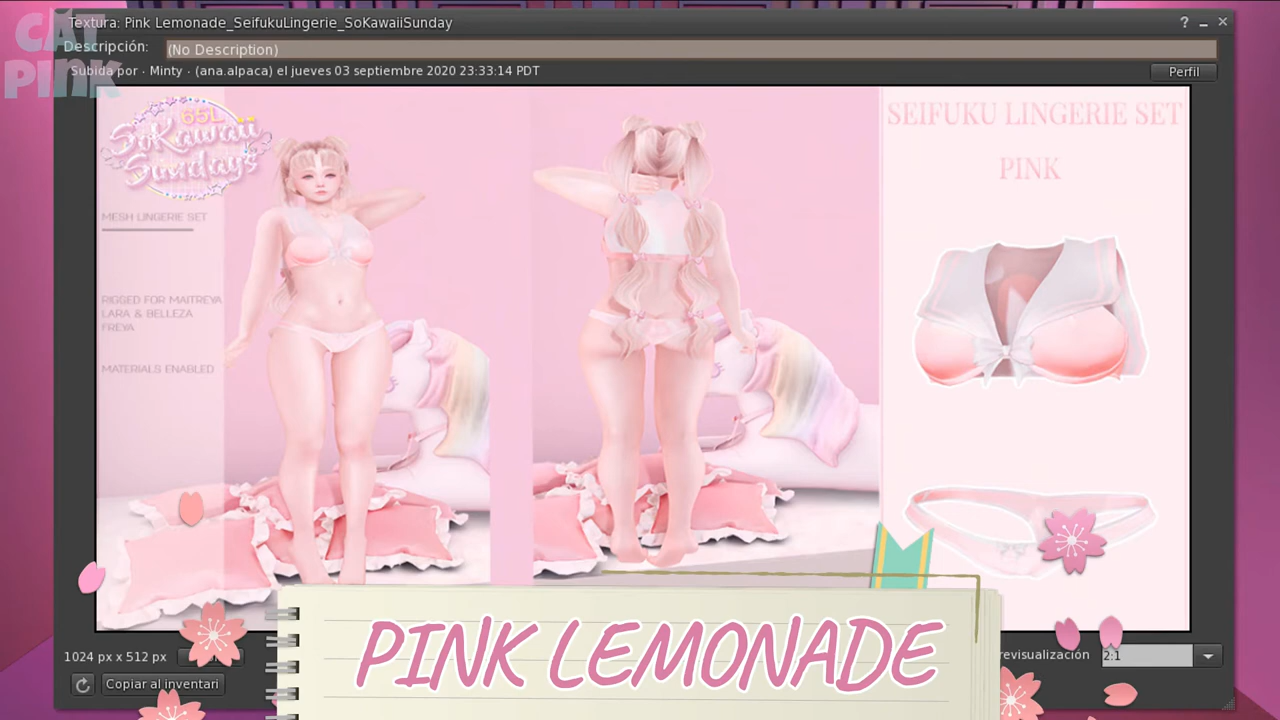 CAT
PINK
Textura: Pink Lemonade_SeifukuLingerie_SoKawaiiSunday
? _ ×
Descripción:
(No Description)
Subida por · Minty · (ana.alpaca) el jueves 03 septiembre 2020 23:33:14 PDT
Perfil
65L
SoKawaii
Sundays
MESH LINGERIE SET
RIGGED FOR MAITREYA
LARA & BELLEZA
FREYA
MATERIALS ENABLED
SEIFUKU LINGERIE SET
PINK
PINK LEMONADE
1024 px x 512 px
revisualización
2:1
Copiar al inventari